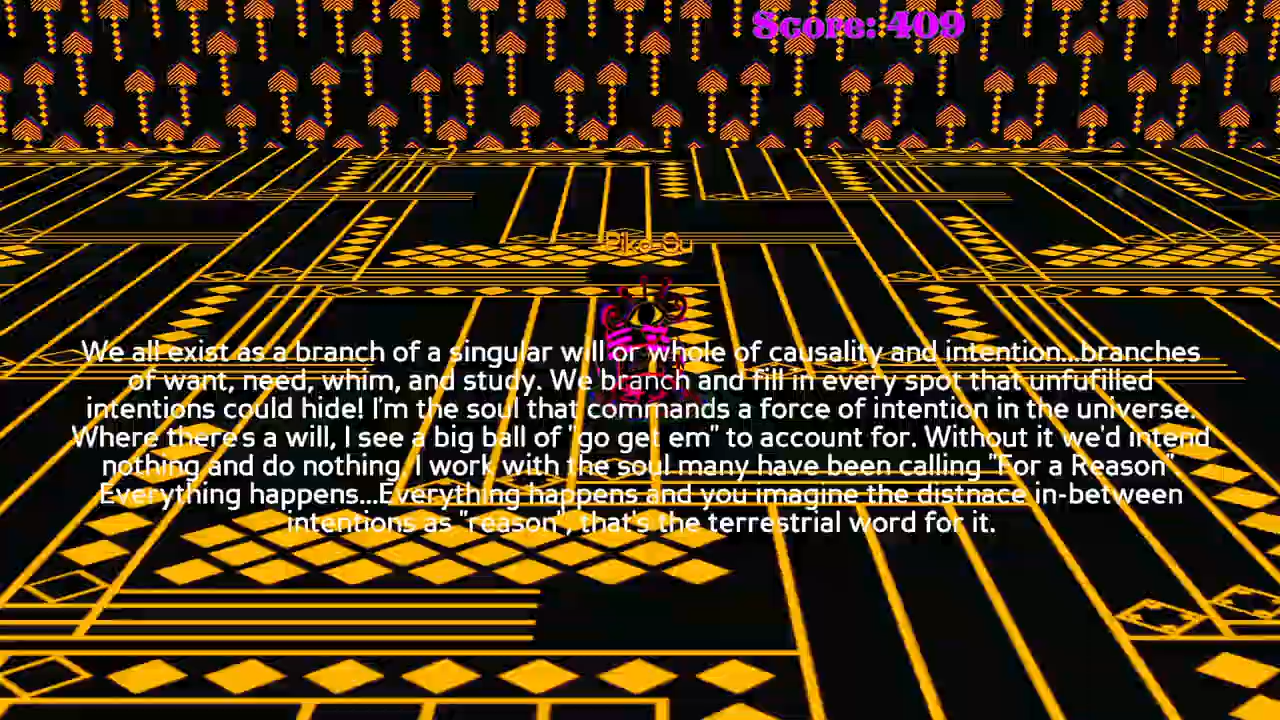 Score: 409
Pike-Su
We all exist as a branch of a singular will or whole of causality and intention...branches
of want, need, whim, and study. We branch and fill in every spot that unfufilled
intentions could hide! I'm the soul that commands a force of intention in the universe.
Where there's a will, I see a big ball of "go get em" to account for. Without it we'd intend
nothing and do nothing. I work with the soul many have been calling "For a Reason"
Everything happens...Everything happens and you imagine the distnace in-between
intentions as "reason", that's the terrestrial word for it.